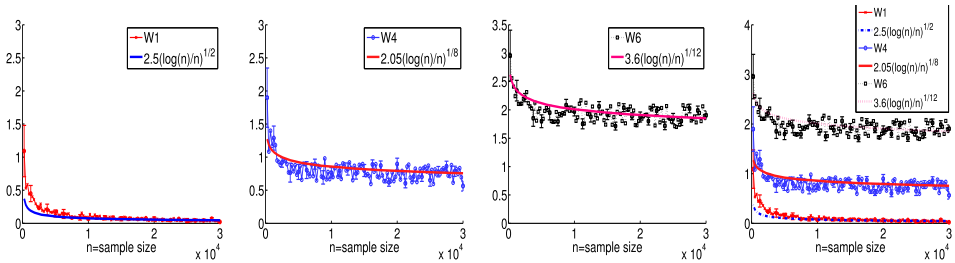 3
2.5
2
1.5
1
0.5
0
0
1
2
3
n=sample size
x 10^4
W1
2.5(log(n)/n)^1/2
3
2.5
2
1.5
1
0.5
0
0
1
2
3
n=sample size
x 10^4
W4
2.05(log(n)/n)^1/8
3.5
3
2.5
2
1.5
1
0.5
0
0
1
2
3
n=sample size
x 10^4
W6
3.6(log(n)/n)^1/12
4
3
2
1
0
0
1
2
3
n=sample size
x 10^4
W1
2.5(log(n)/n)^1/2
W4
2.05(log(n)/n)^1/8
W6
3.6(log(n)/n)^1/12